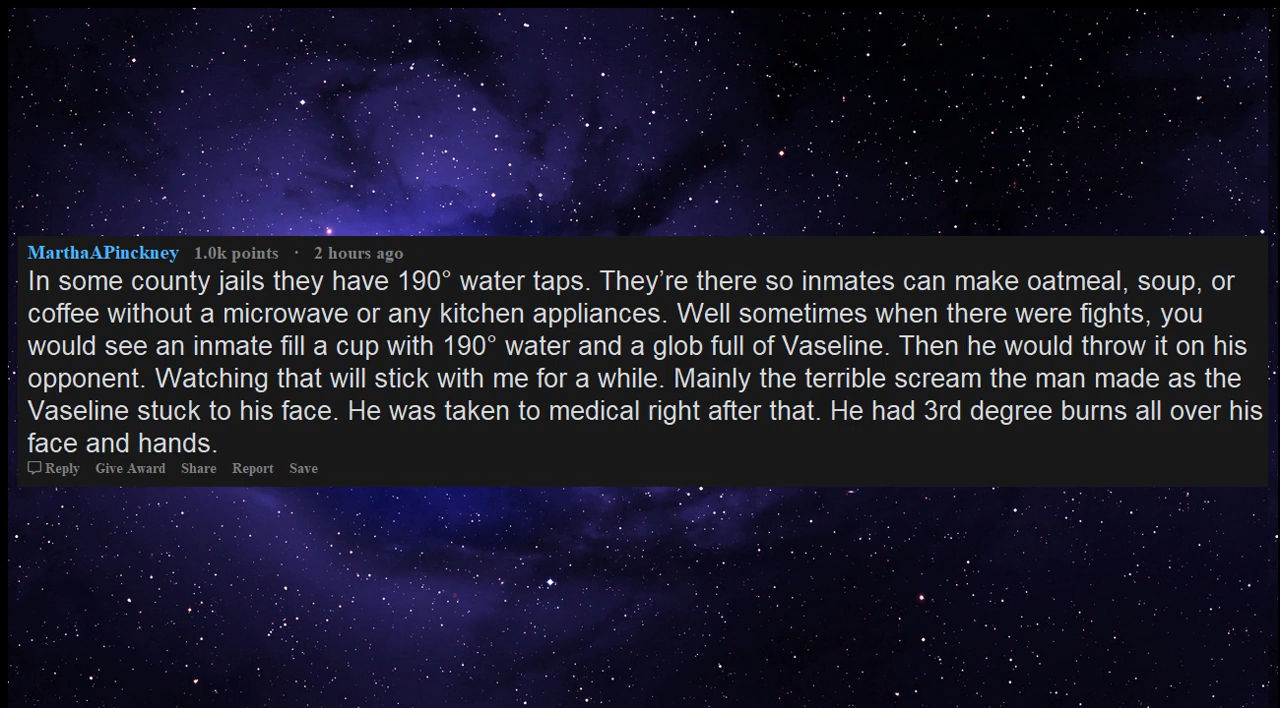 MarthaAPinckney 1.0k points · 2 hours ago
In some county jails they have 190° water taps. They’re there so inmates can make oatmeal, soup, or
coffee without a microwave or any kitchen appliances. Well sometimes when there were fights, you
would see an inmate fill a cup with 190° water and a glob full of Vaseline. Then he would throw it on his
opponent. Watching that will stick with me for a while. Mainly the terrible scream the man made as the
Vaseline stuck to his face. He was taken to medical right after that. He had 3rd degree burns all over his
face and hands.
Reply Give Award Share Report Save